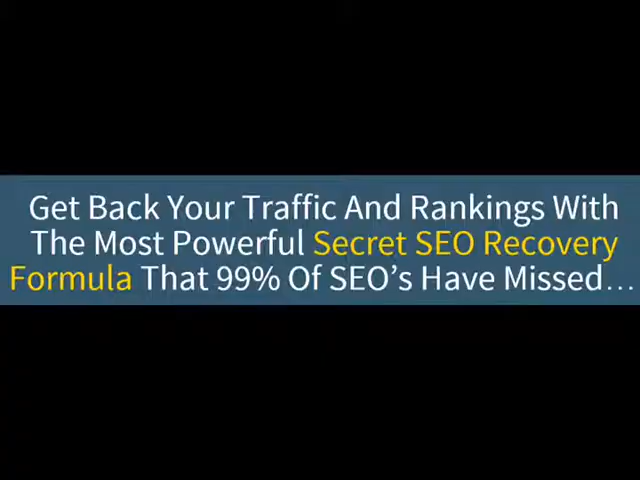 Get Back Your Traffic And Rankings With
The Most Powerful Secret SEO Recovery
Formula That 99% Of SEO’s Have Missed...